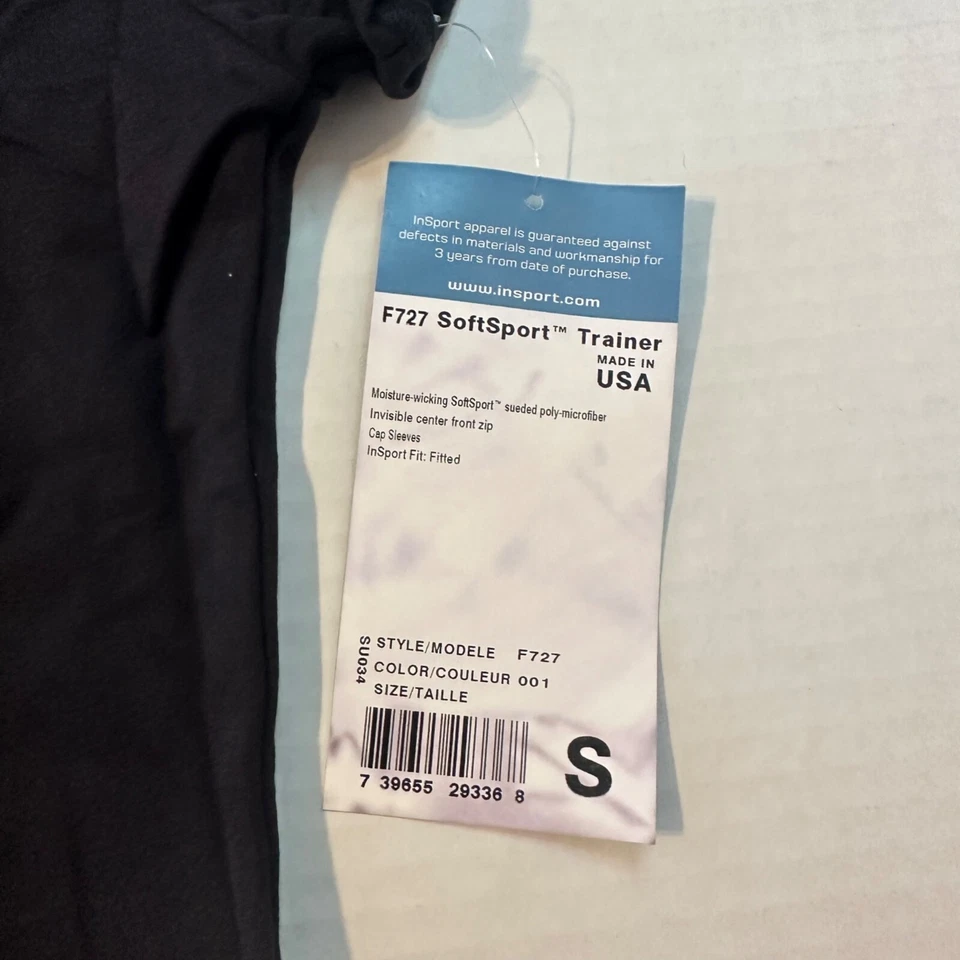 InSport apparel is guaranteed against
defects in materials and workmanship for
3 years from date of purchase.
www.insport.com
F727 SoftSport™ Trainer
MADE IN
USA
Moisture-wicking SoftSport™ sueded poly-microfiber
Invisible center front zip
Cap Sleeves
InSport Fit: Fitted
SU034
STYLE/MODELE F727
COLOR/COULEUR 001
SIZE/TAILLE
S
7 39655 29336 8